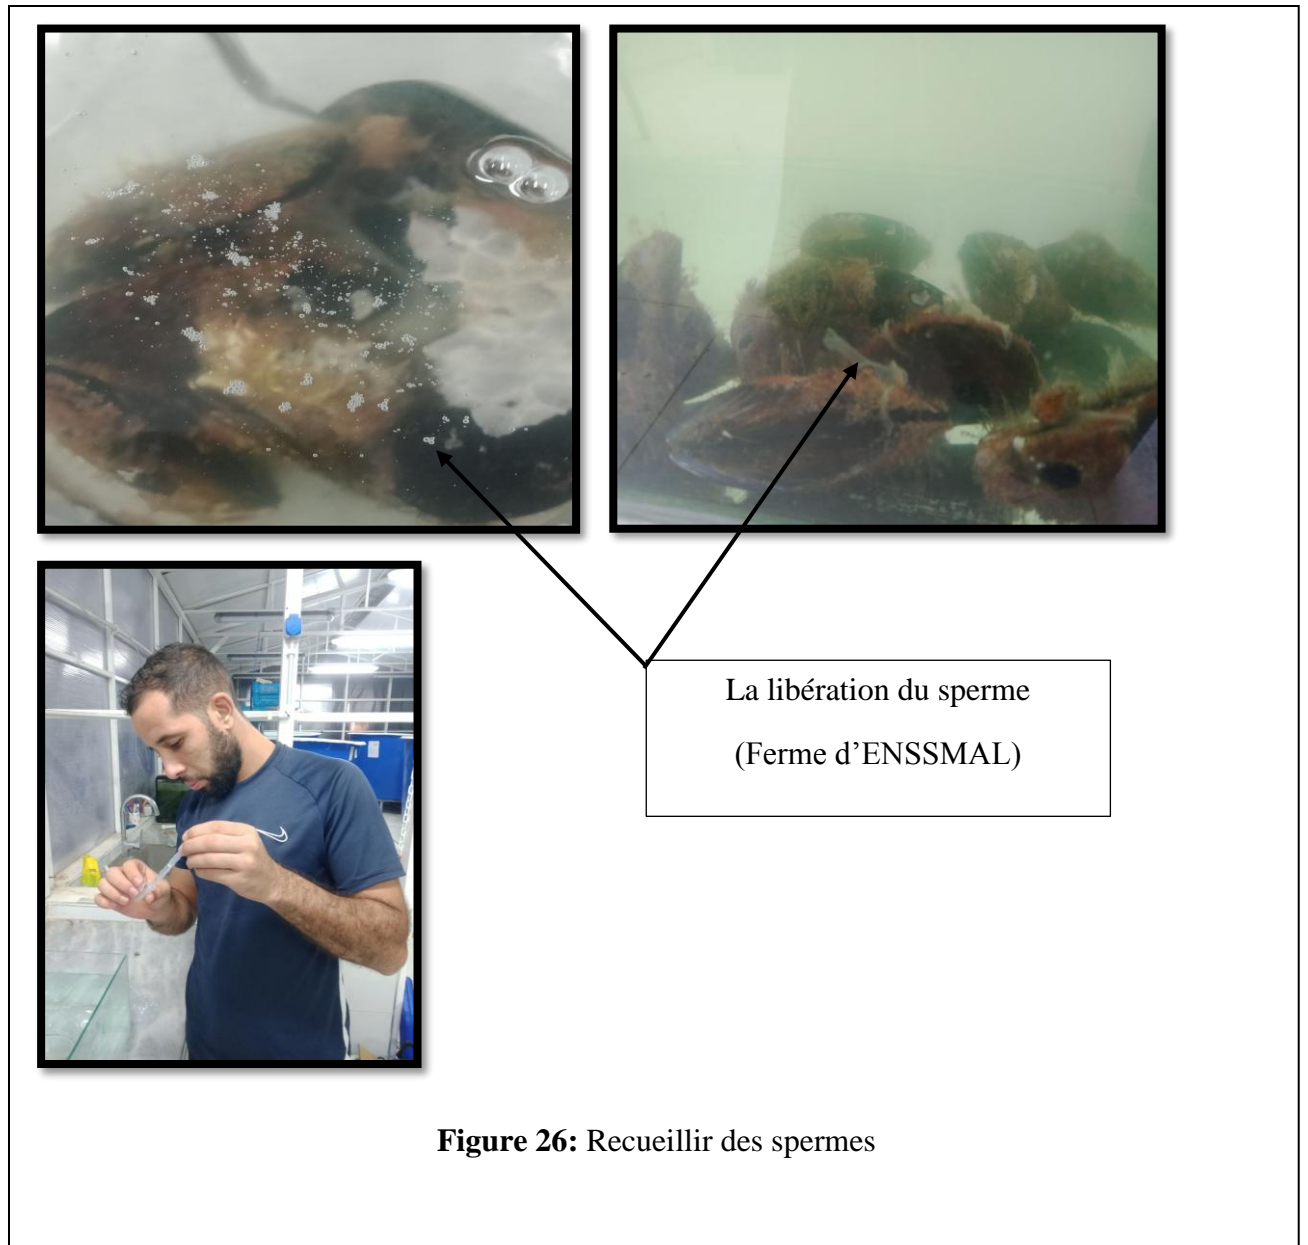 La libération du sperme
(Ferme d’ENSSMAL)
Figure 26: Recueillir des spermes